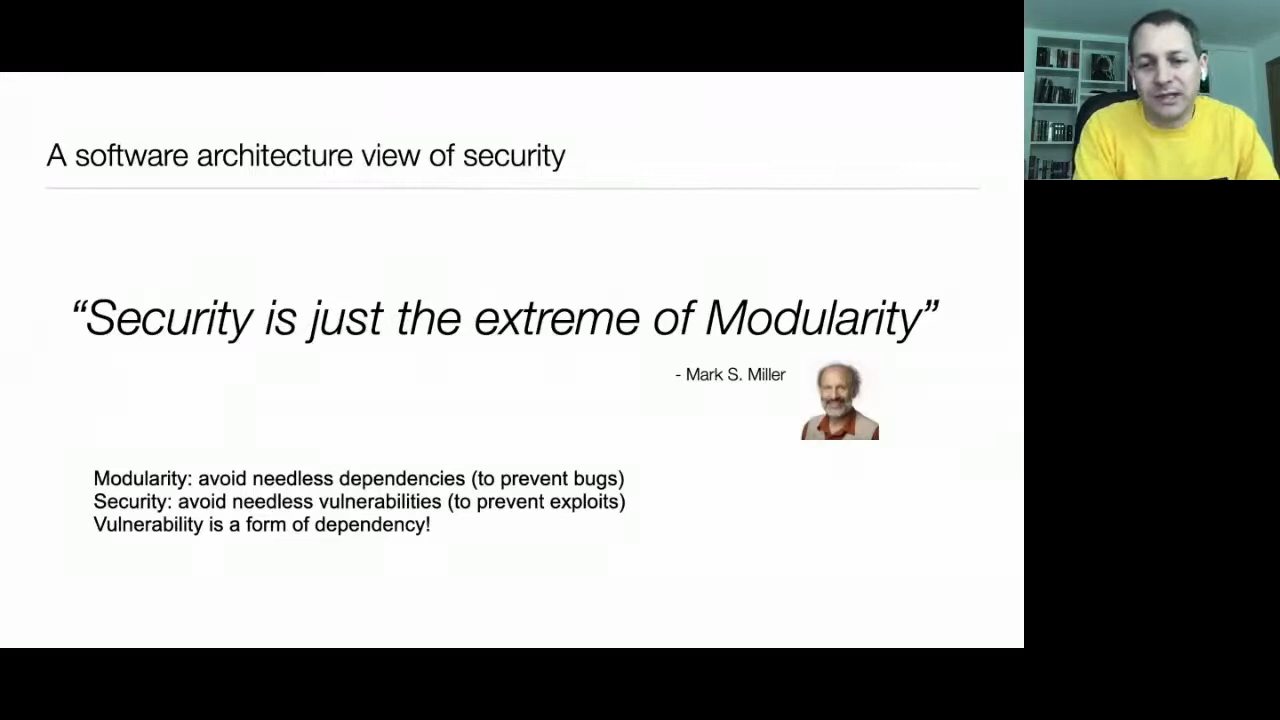 A software architecture view of security
“Security is just the extreme of Modularity”
- Mark S. Miller
Modularity: avoid needless dependencies (to prevent bugs)
Security: avoid needless vulnerabilities (to prevent exploits)
Vulnerability is a form of dependency!